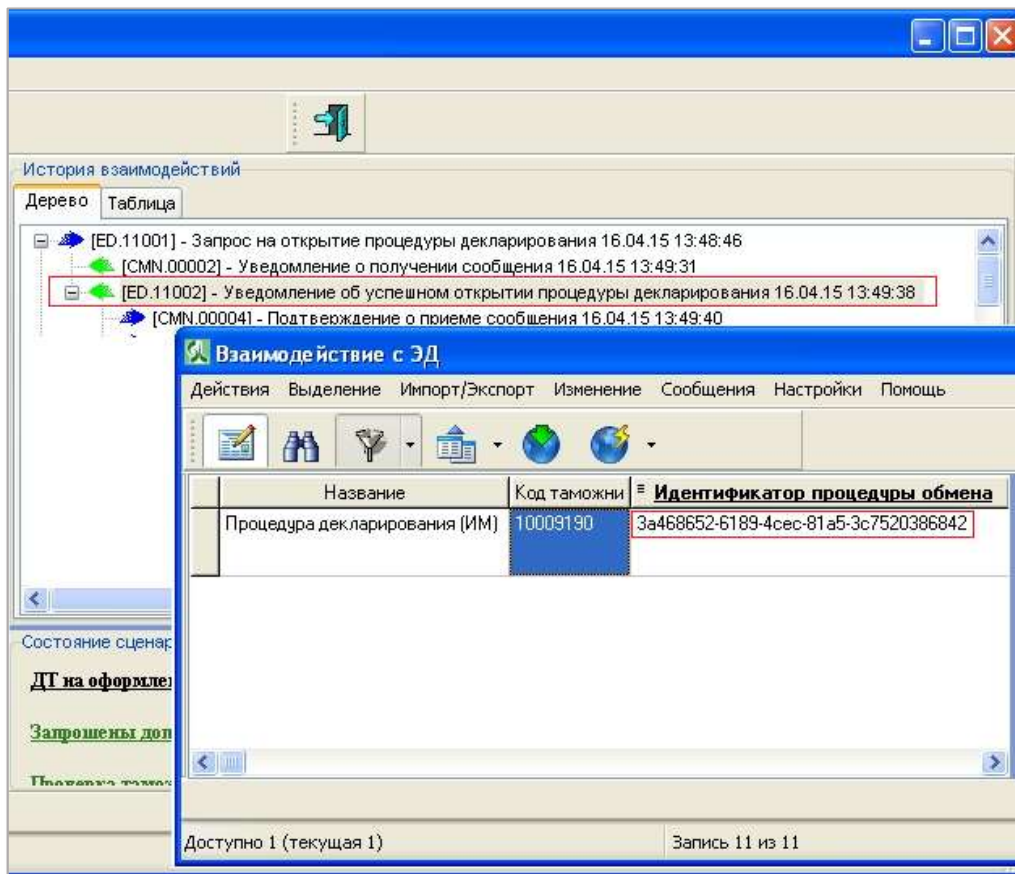 История взаимодействий
Дерево Таблица
[ED.11001] - Запрос на открытие процедуры декларирования 16.04.15 13:48:46
[CMN.00002] - Уведомление о получении сообщения 16.04.15 13:49:31
[ED.11002] - Уведомление об успешном открытии процедуры декларирования 16.04.15 13:49:38
[CMN.00004] - Подтверждение о приеме сообщения 16.04.15 13:49:40
Взаимодействие с ЭД
Действия Выделение Импорт/Экспорт Изменение Сообщения Настройки Помощь
Название Код таможни Идентификатор процедуры обмена
Процедура декларирования (ИМ) 10009190 3a468652-6189-4cec-81a5-3c7520386842
Состояние сценар
ДТ на оформле
Запрошены доп
Проверка тамо
Доступно 1 (текущая 1) Запись 11 из 11